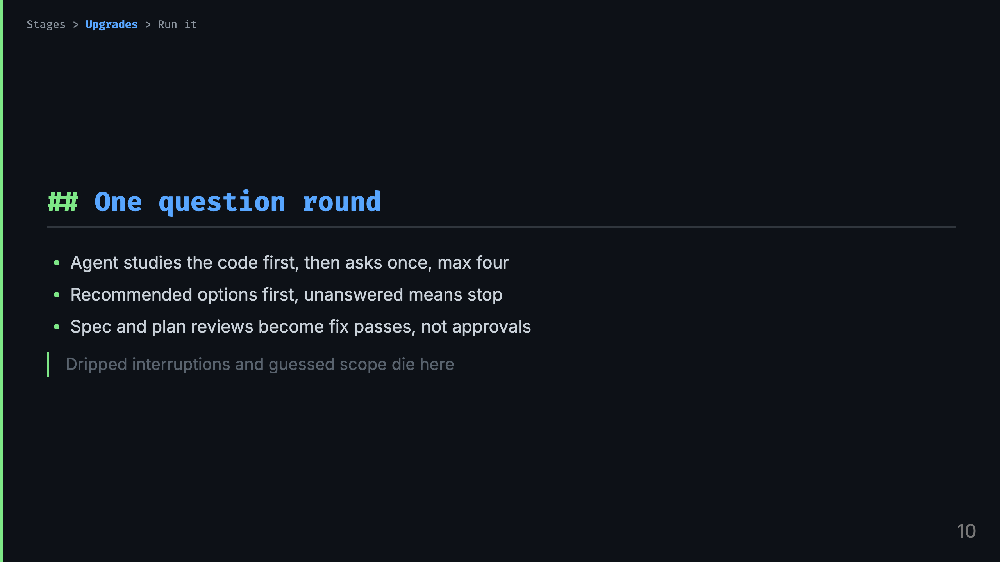 Stages > Upgrades > Run it
## One question round
• Agent studies the code first, then asks once, max four
• Recommended options first, unanswered means stop
• Spec and plan reviews become fix passes, not approvals
Dripped interruptions and guessed scope die here
10